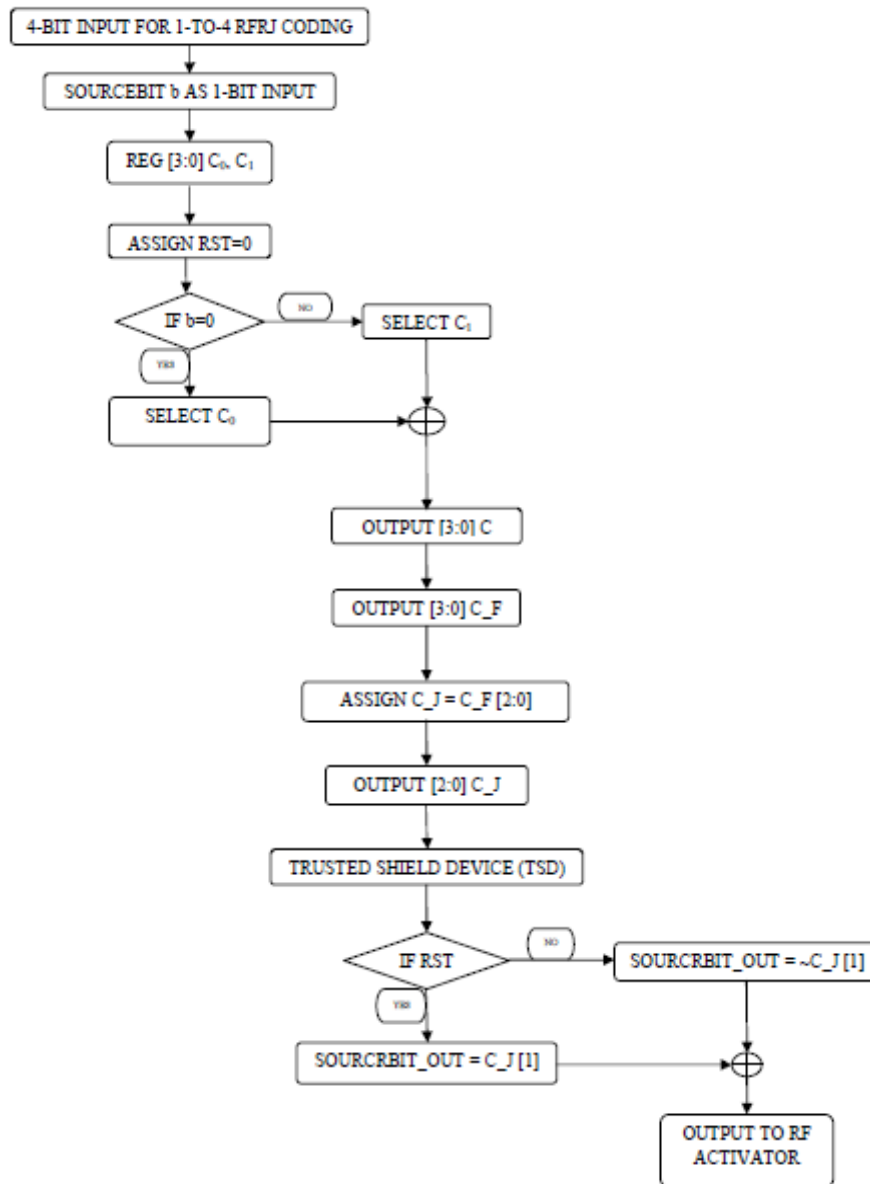 4-BIT INPUT FOR 1-TO-4 RFRJ CODING
SOURCEBIT b AS 1-BIT INPUT
REG [3:0] C₀, C₁
ASSIGN RST=0
IF b=0
NO
SELECT C₁
YES
SELECT C₀
OUTPUT [3:0] C
OUTPUT [3:0] C_F
ASSIGN C_J = C_F [2:0]
OUTPUT [2:0] C_J
TRUSTED SHIELD DEVICE (TSD)
IF RST
NO
SOURCRBIT_OUT = ~C_J [1]
YES
SOURCRBIT_OUT = C_J [1]
OUTPUT TO RF
ACTIVATOR